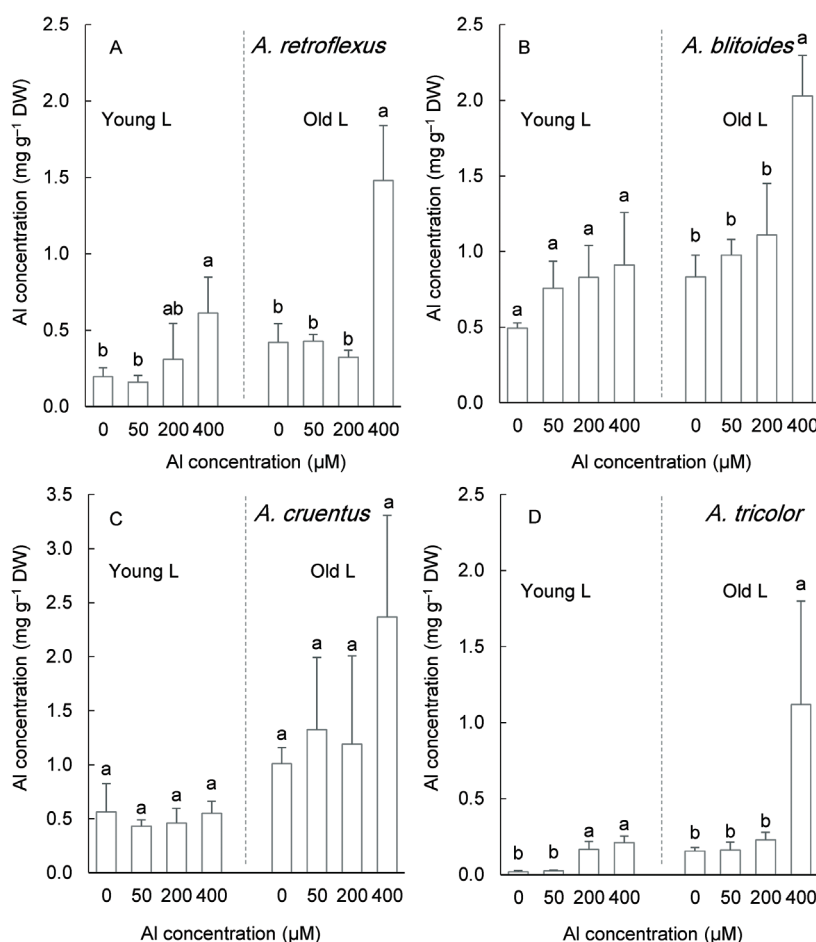 A
A. retroflexus
Young L
Old L
Al concentration (mg g⁻¹ DW)
2.5
2.0
1.5
1.0
0.5
0.0
b b ab a b b b a
0 50 200 400 0 50 200 400
Al concentration (µM)
B
A. blitoides
Young L
Old L
Al concentration (mg g⁻¹ DW)
2.5
2.0
1.5
1.0
0.5
0.0
a a a a b b b a
0 50 200 400 0 50 200 400
Al concentration (µM)
C
A. cruentus
Young L
Old L
Al concentration (mg g⁻¹ DW)
3.5
3.0
2.5
2.0
1.5
1.0
0.5
0.0
a a a a a a a a
0 50 200 400 0 50 200 400
Al concentration (µM)
D
A. tricolor
Young L
Old L
Al concentration (mg g⁻¹ DW)
2.5
2.0
1.5
1.0
0.5
0.0
b b a a b b b a
0 50 200 400 0 50 200 400
Al concentration (µM)